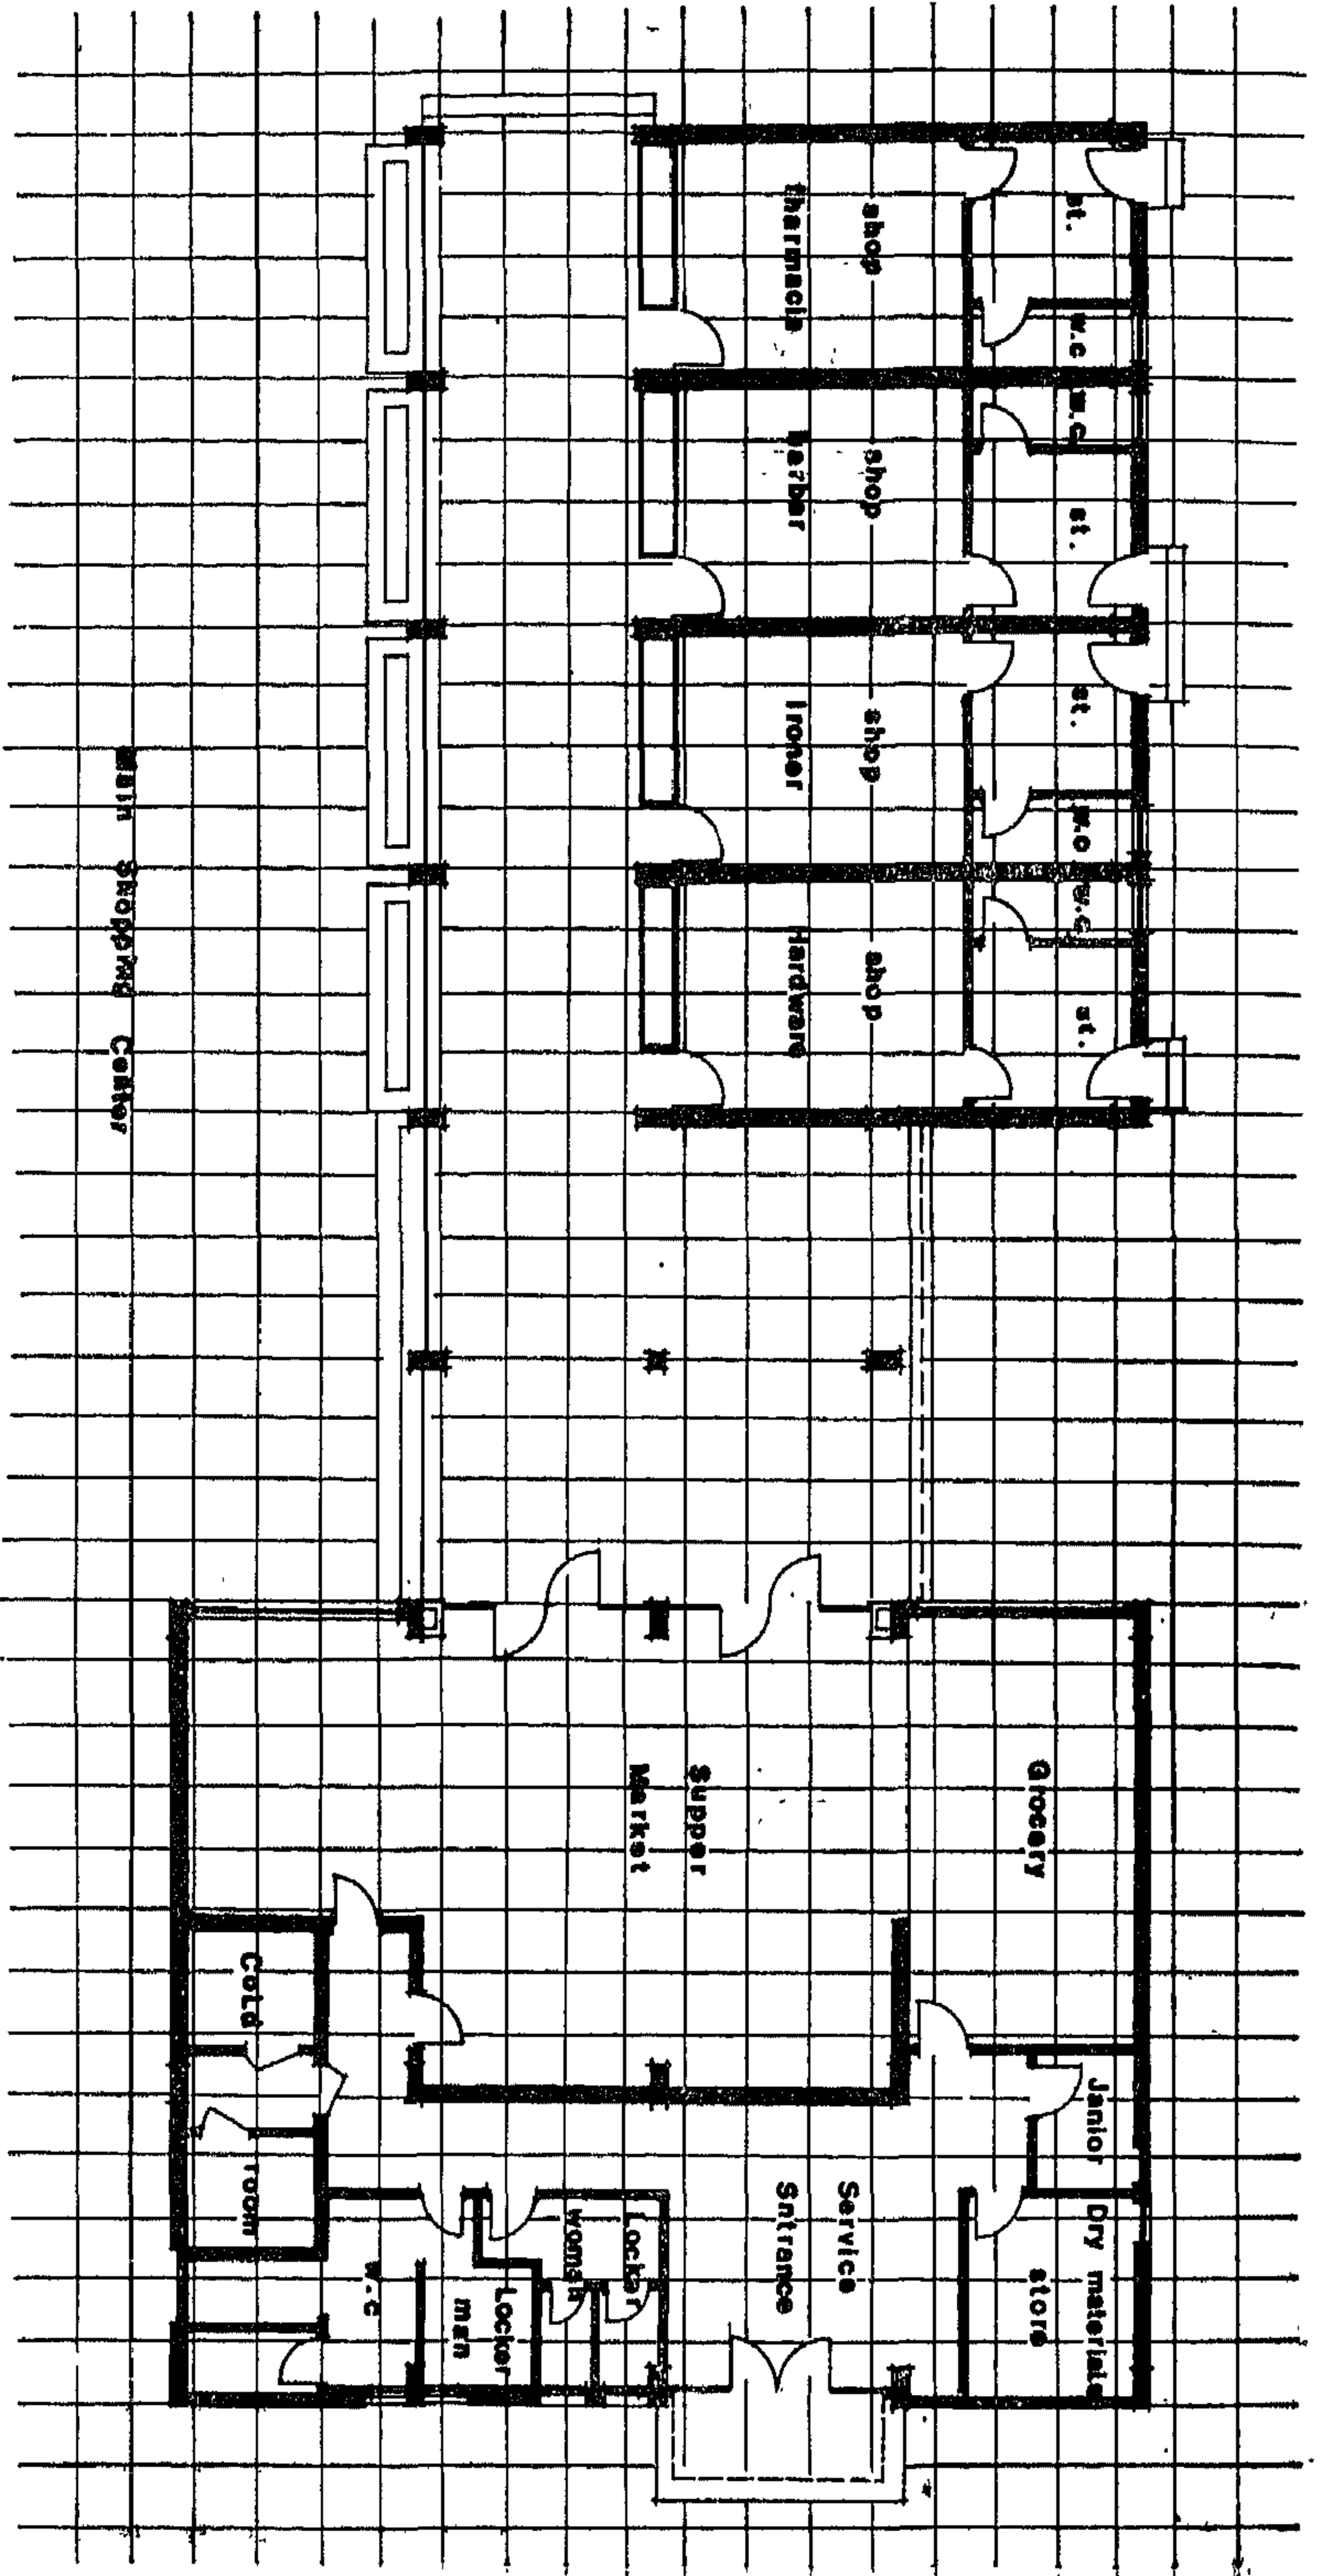 st.
W.C
W.C
st.
st.
W.C
W.C
st.
shop
tharmacie
shop
Barber
shop
Ironer
shop
Hardware
Grocery
Supper
Market
Janior
Dry materials
store
Service
Sntrance
Locker
woman
Locker
man
W.C
Cold
room
Main Shopping Center